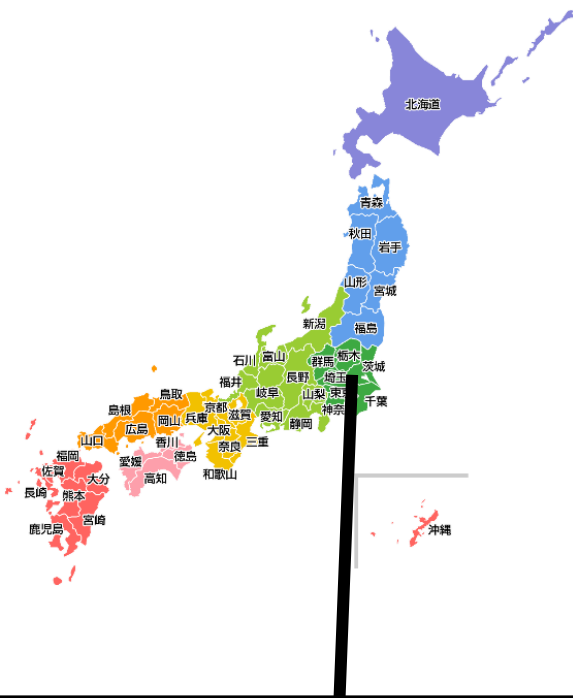 北海道
青森
秋田
岩手
山形
宮城
新潟
福島
石川
富山
群馬
栃木
茨城
福井
長野
埼玉
岐阜
山梨
東京
千葉
神奈
静岡
愛知
鳥取
島根
京都
滋賀
兵庫
岡山
広島
大阪
三重
奈良
和歌山
山口
香川
徳島
愛媛
高知
福岡
佐賀
大分
長崎
熊本
宮崎
鹿児島
沖縄